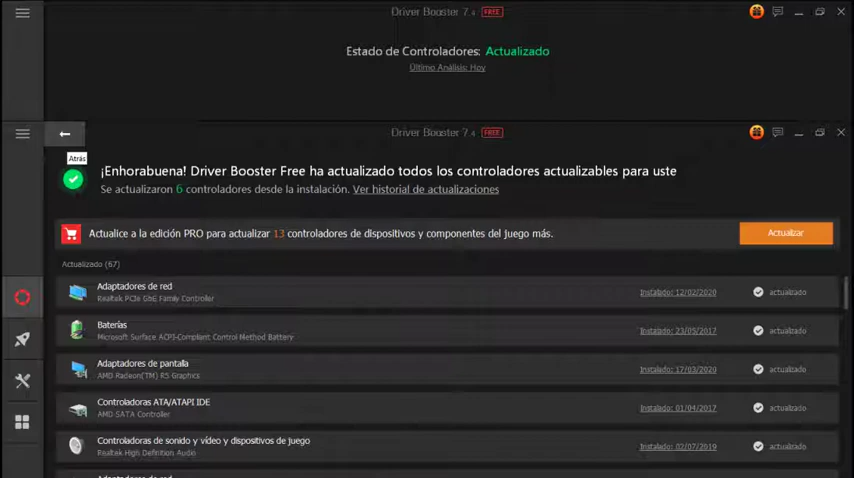 Driver Booster 7.4 FREE
Estado de Controladores: Actualizado
Último Análisis: Hoy
Driver Booster 7.4 FREE
Atrás
¡Enhorabuena! Driver Booster Free ha actualizado todos los controladores actualizables para uste
Se actualizaron 6 controladores desde la instalación. Ver historial de actualizaciones
Actualice a la edición PRO para actualizar 13 controladores de dispositivos y componentes del juego más. Actualizar
Actualizado (67)
Adaptadores de red
Realtek PCIe GbE Family Controller
Instalado: 12/02/2020 actualizado
Baterías
Microsoft Surface ACPI-Compliant Control Method Battery
Instalado: 23/05/2017 actualizado
Adaptadores de pantalla
AMD Radeon(TM) R5 Graphics
Instalado: 17/03/2020 actualizado
Controladoras ATA/ATAPI IDE
AMD SATA Controller
Instalado: 01/04/2017 actualizado
Controladoras de sonido y vídeo y dispositivos de juego
Realtek High Definition Audio
Instalado: 02/07/2019 actualizado
Adaptadores de red